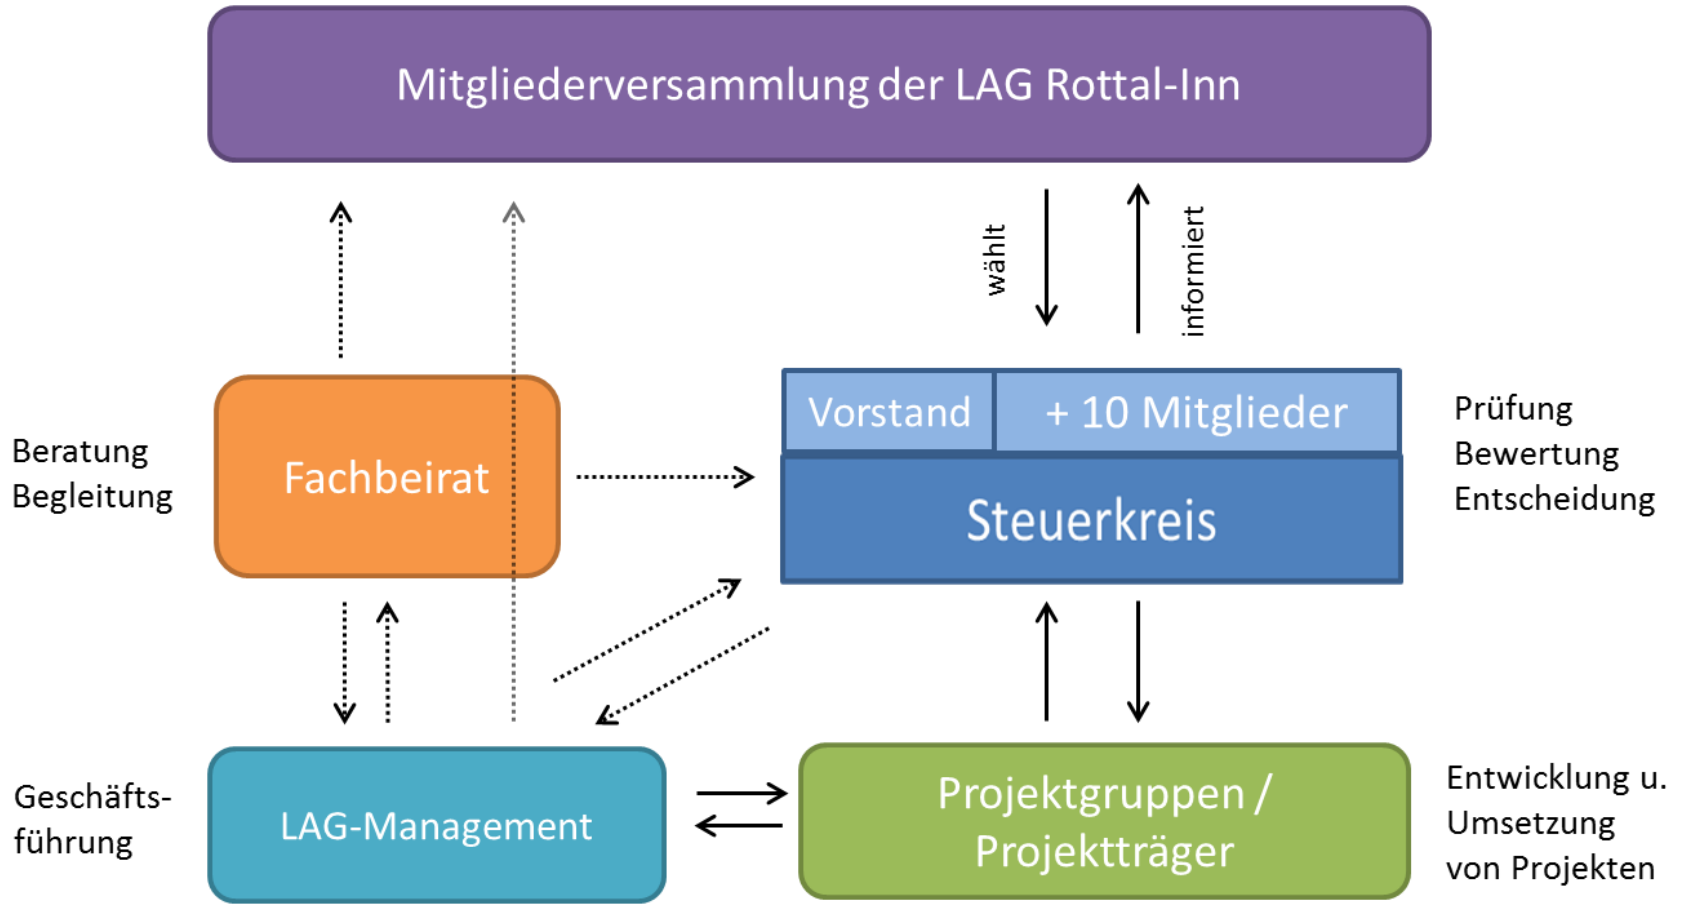 Mitgliederversammlung der LAG Rottal-Inn
wählt
informiert
Beratung
Begleitung
Fachbeirat
Vorstand
+ 10 Mitglieder
Steuerkreis
Prüfung
Bewertung
Entscheidung
Geschäfts-
führung
LAG-Management
Projektgruppen /
Projektträger
Entwicklung u.
Umsetzung
von Projekten